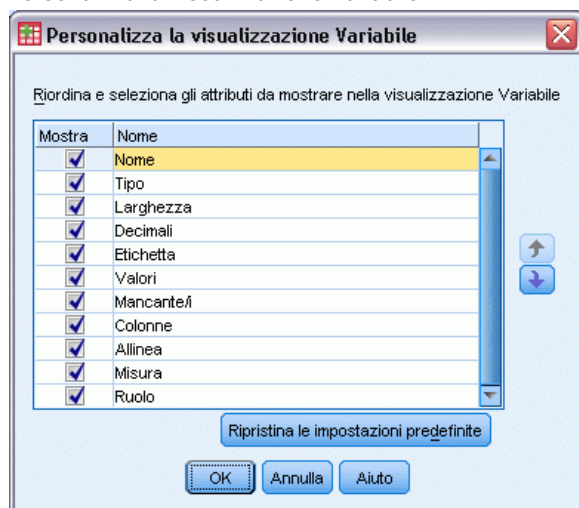 Personalizza la visualizzazione Variabile
Riordina e seleziona gli attributi da mostrare nella visualizzazione Variabile
Mostra Nome
Nome
Tipo
Larghezza
Decimali
Etichetta
Valori
Mancante/i
Colonne
Allinea
Misura
Ruolo
Ripristina le impostazioni predefinite
OK Annulla Aiuto